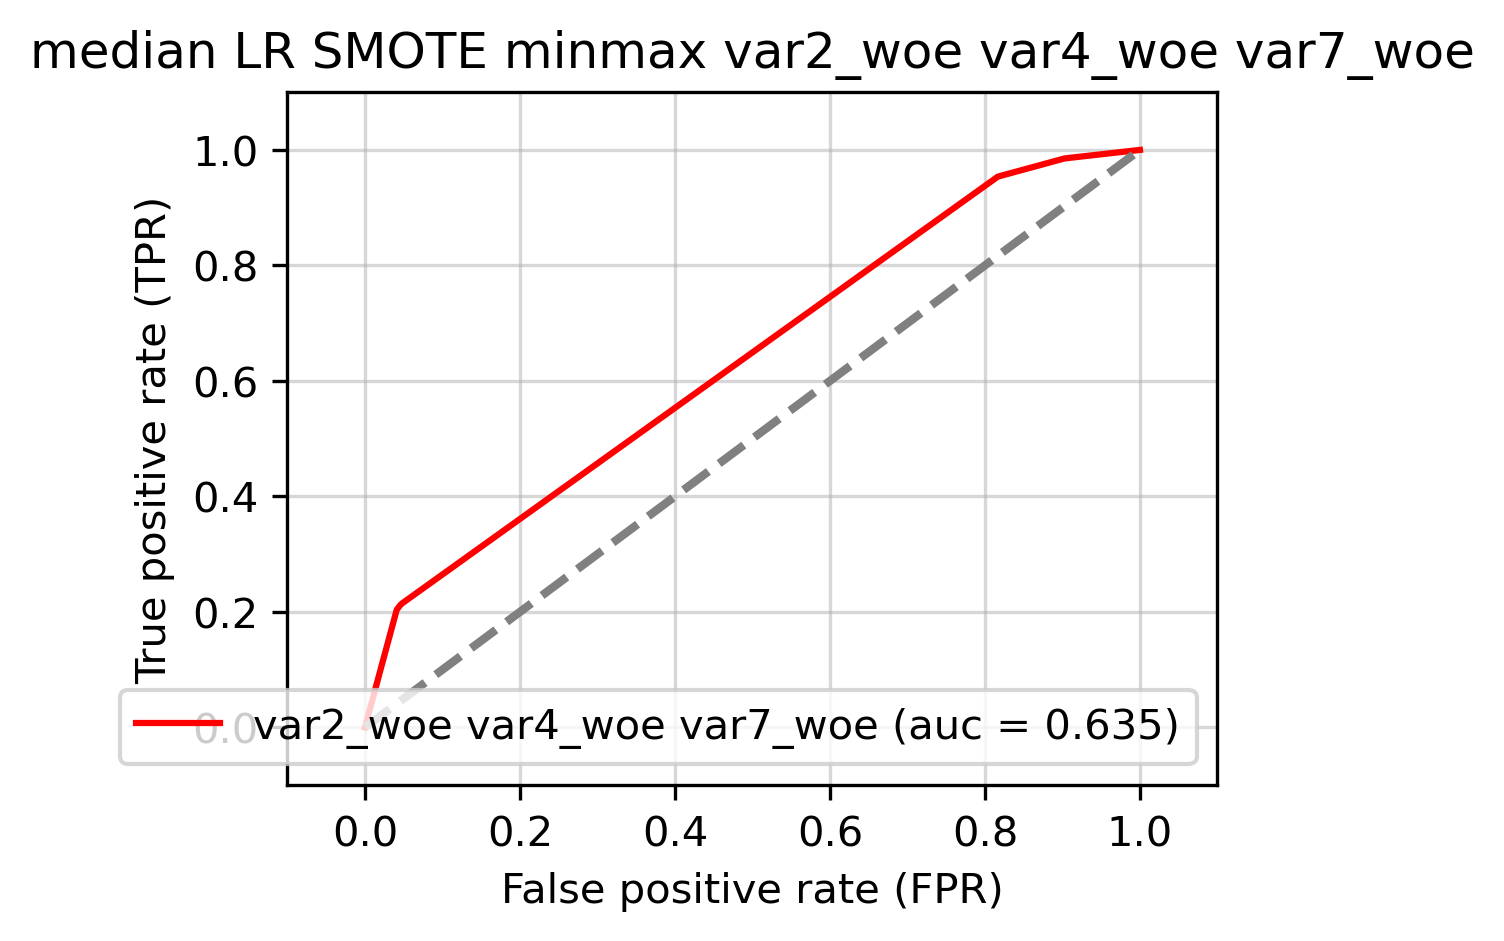 median LR SMOTE minmax var2_woe var4_woe var7_woe
True positive rate (TPR)
1.0
0.8
0.6
0.4
0.2
0.0
var2_woe var4_woe var7_woe (auc = 0.635)
0.0 0.2 0.4 0.6 0.8 1.0
False positive rate (FPR)